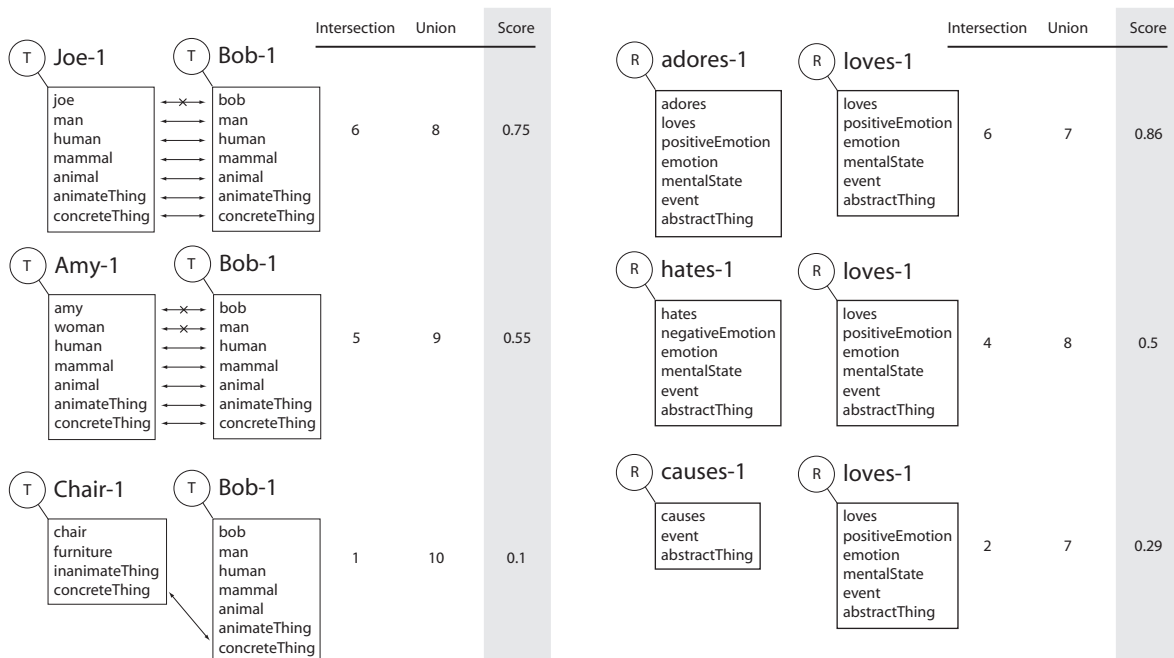 Intersection Union Score
T Joe-1 T Bob-1
joe bob
man man
human human
mammal mammal
animal animal
animateThing animateThing
concreteThing concreteThing
6 8 0.75
T Amy-1 T Bob-1
amy bob
woman man
human human
mammal mammal
animal animal
animateThing animateThing
concreteThing concreteThing
5 9 0.55
T Chair-1 T Bob-1
chair bob
furniture man
inanimateThing human
concreteThing mammal
animal
animateThing
concreteThing
1 10 0.1
Intersection Union Score
R adores-1 R loves-1
adores loves
loves positiveEmotion
positiveEmotion emotion
emotion mentalState
mentalState event
event abstractThing
abstractThing
6 7 0.86
R hates-1 R loves-1
hates loves
negativeEmotion positiveEmotion
emotion emotion
mentalState mentalState
event event
abstractThing abstractThing
4 8 0.5
R causes-1 R loves-1
causes loves
event positiveEmotion
abstractThing emotion
mentalState
event
abstractThing
2 7 0.29